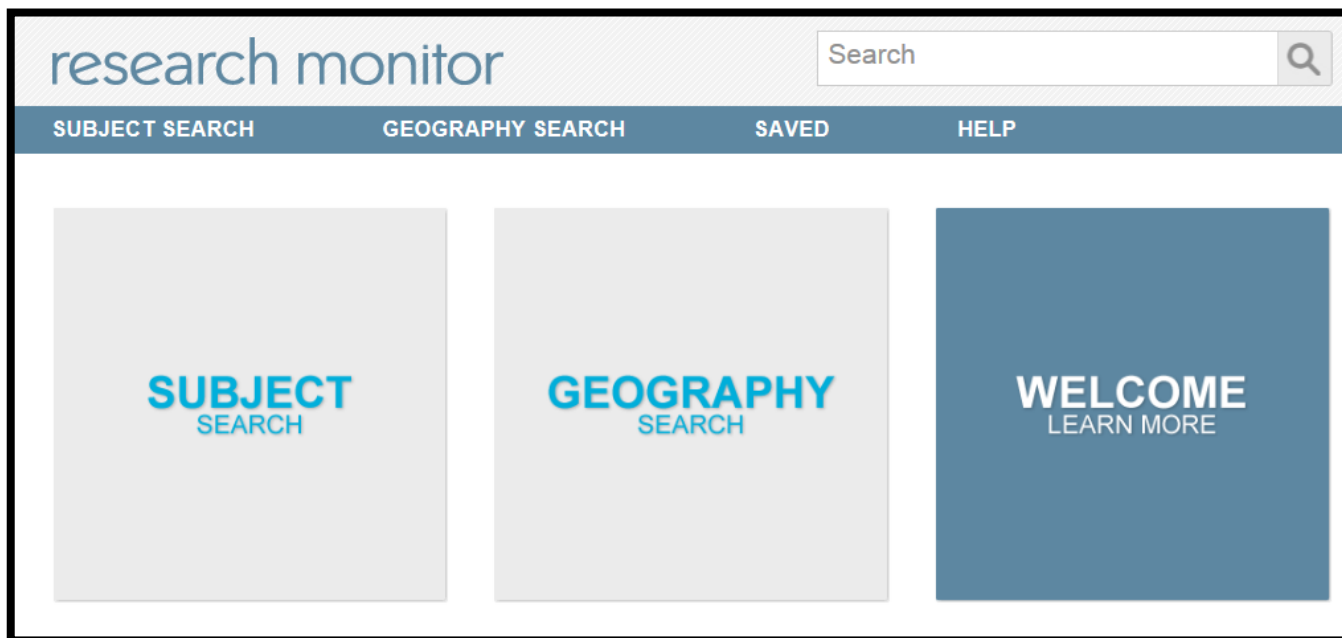 research monitor
Search
SUBJECT SEARCH GEOGRAPHY SEARCH SAVED HELP
SUBJECT
SEARCH
GEOGRAPHY
SEARCH
WELCOME
LEARN MORE